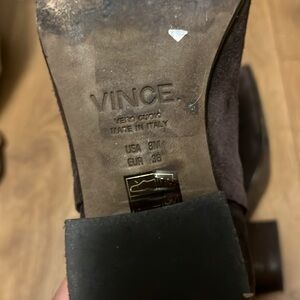 VINCE.
VERO CUOIO
MADE IN ITALY
USA 8M
EUR 38